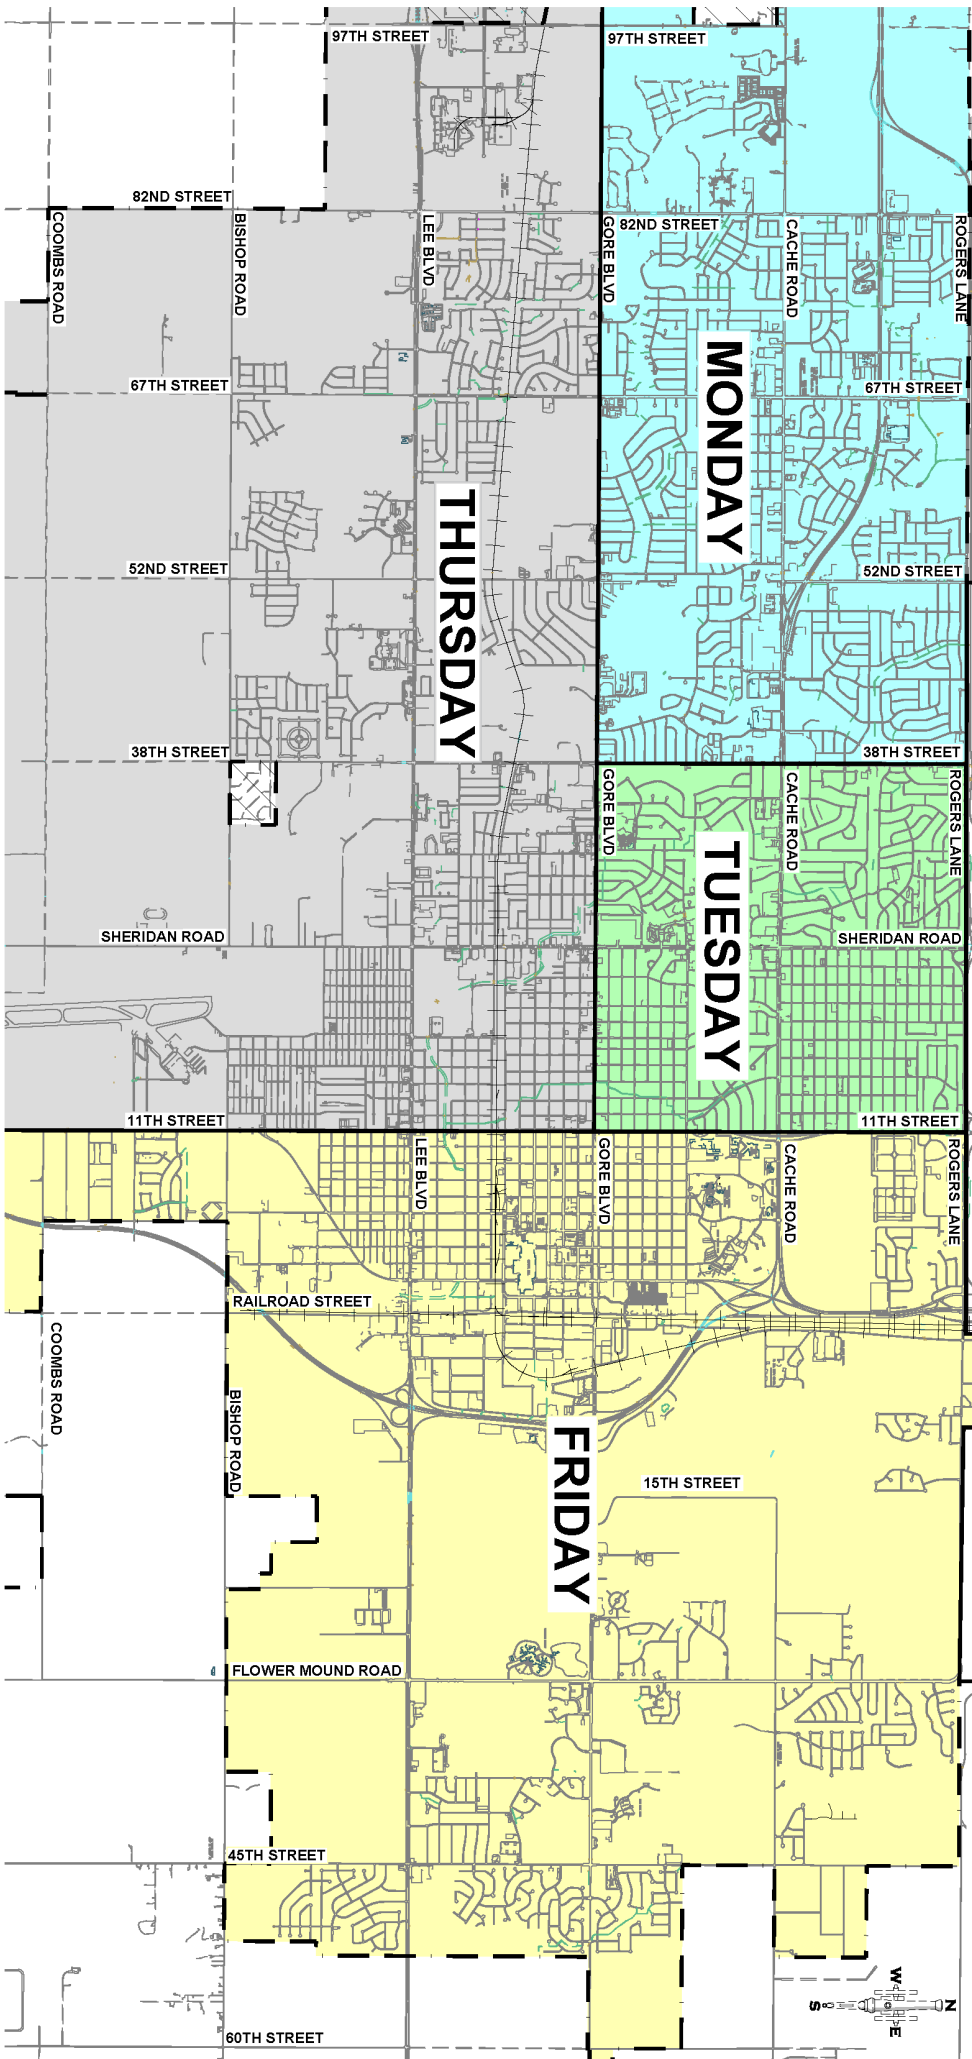 97TH STREET
97TH STREET
82ND STREET
82ND STREET
COOMBS ROAD
BISHOP ROAD
LEE BLVD
GORE BLVD
CACHE ROAD
ROGERS LANE
MONDAY
67TH STREET
67TH STREET
THURSDAY
52ND STREET
52ND STREET
38TH STREET
38TH STREET
GORE BLVD
CACHE ROAD
ROGERS LANE
TUESDAY
SHERIDAN ROAD
SHERIDAN ROAD
11TH STREET
11TH STREET
LEE BLVD
GORE BLVD
CACHE ROAD
ROGERS LANE
RAILROAD STREET
COOMBS ROAD
BISHOP ROAD
FRIDAY
15TH STREET
FLOWER MOUND ROAD
45TH STREET
W
N
S
E
60TH STREET